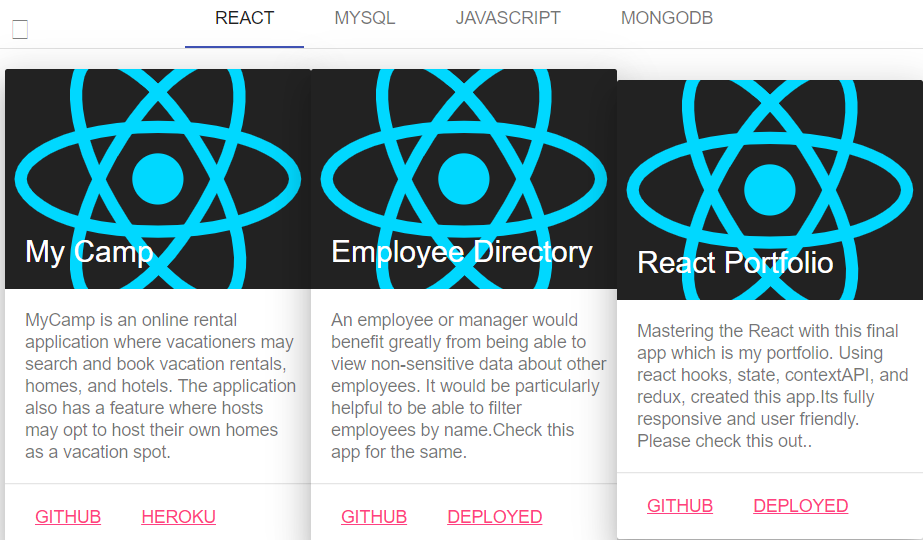 REACT MYSQL JAVASCRIPT MONGODB
My Camp
MyCamp is an online rental
application where vacationers may
search and book vacation rentals,
homes, and hotels. The application
also has a feature where hosts
may opt to host their own homes
as a vacation spot.
GITHUB HEROKU
Employee Directory
An employee or manager would
benefit greatly from being able to
view non-sensitive data about other
employees. It would be particularly
helpful to be able to filter
employees by name.Check this
app for the same.
GITHUB DEPLOYED
React Portfolio
Mastering the React with this final
app which is my portfolio. Using
react hooks, state, contextAPI, and
redux, created this app.Its fully
responsive and user friendly.
Please check this out..
GITHUB DEPLOYED